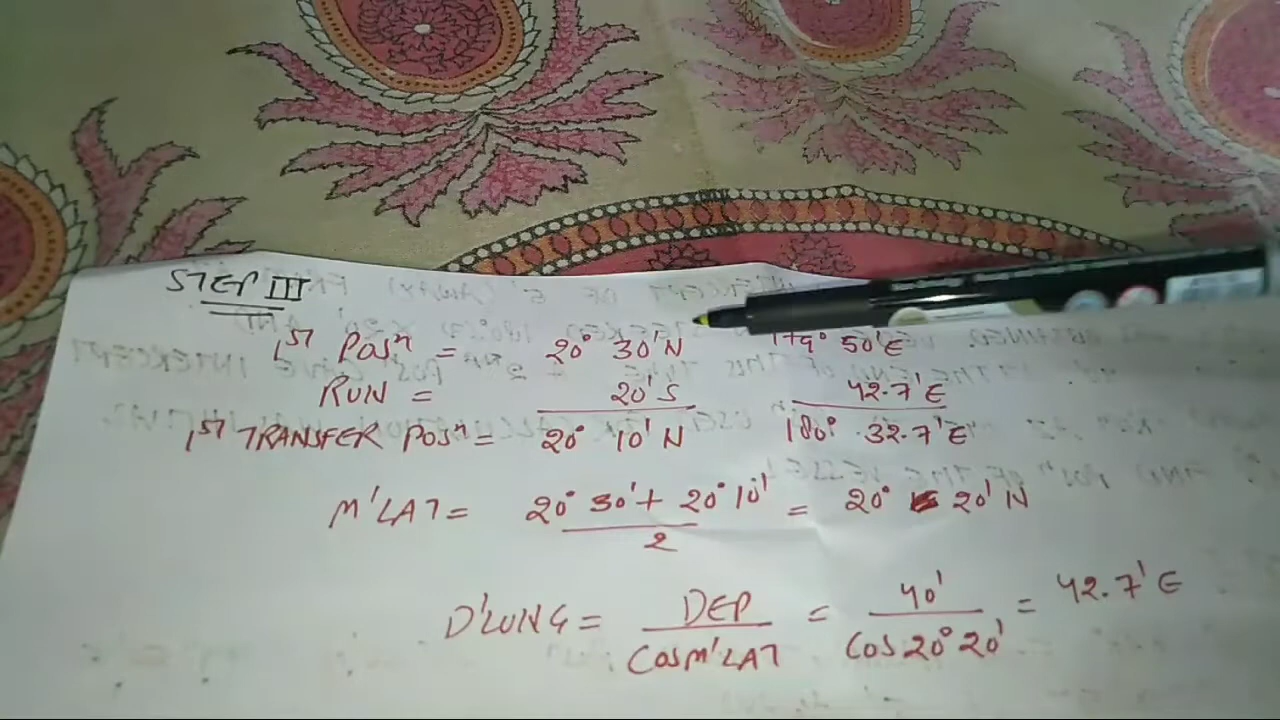 STEP III
1ST POSN = 20° 30' N 179° 50' E
RUN = 20' S 42.7' E
1ST TRANSFER POSN = 20° 10' N 180° 32.7' E
M'LAT = 20° 30' + 20° 10' / 2 = 20° 20' N
D'LONG = DEP / COS M'LAT = 40' / COS 20° 20' = 42.7' E